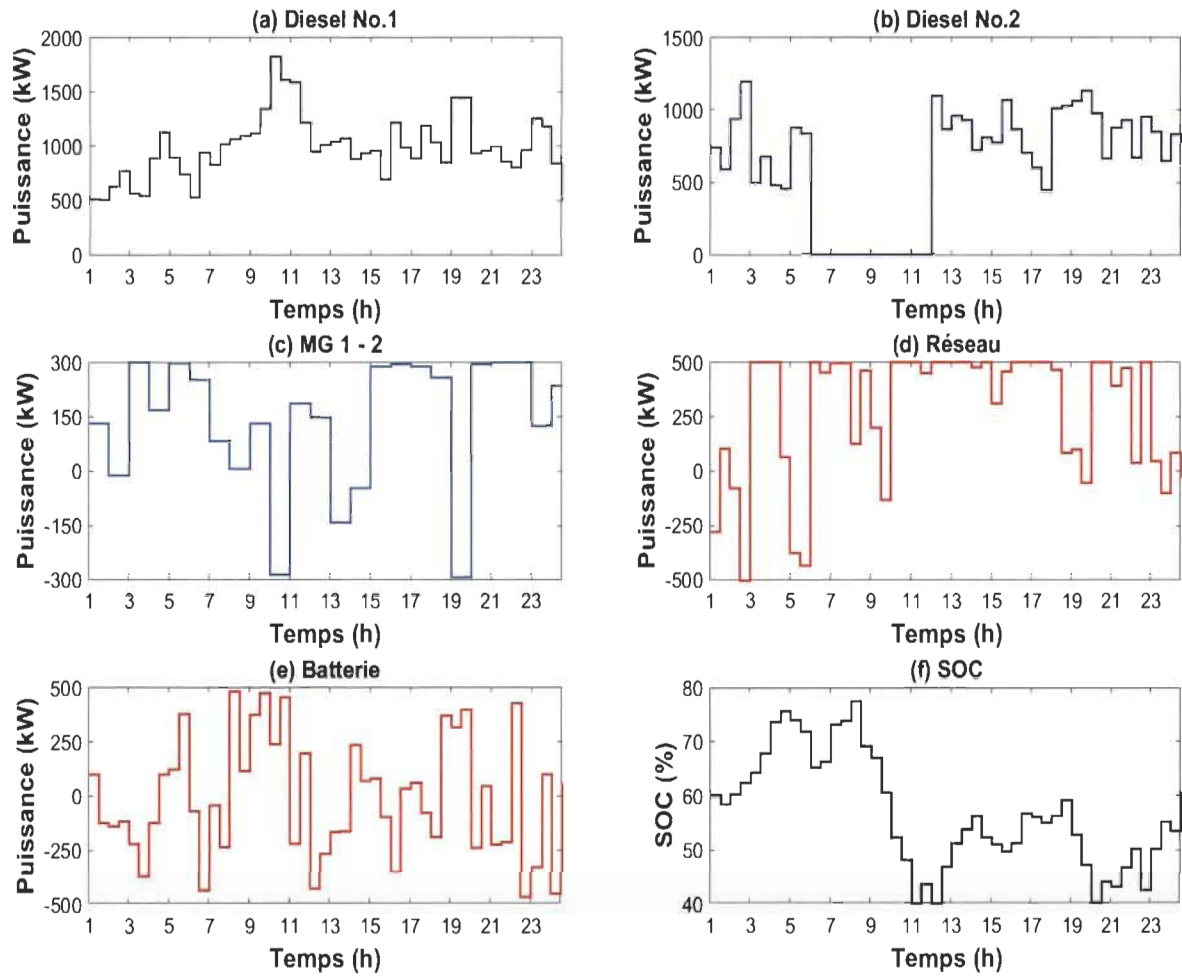 (a) Diesel No.1
Puissance (kW)
2000
1500
1000
500
0
1 3 5 7 9 11 13 15 17 19 21 23
Temps (h)
(b) Diesel No.2
Puissance (kW)
1500
1000
500
0
1 3 5 7 9 11 13 15 17 19 21 23
Temps (h)
(c) MG 1 - 2
Puissance (kW)
300
150
0
-150
-300
1 3 5 7 9 11 13 15 17 19 21 23
Temps (h)
(d) Réseau
Puissance (kW)
500
250
0
-250
-500
1 3 5 7 9 11 13 15 17 19 21 23
Temps (h)
(e) Batterie
Puissance (kW)
500
250
0
-250
-500
1 3 5 7 9 11 13 15 17 19 21 23
Temps (h)
(f) SOC
SOC (%)
80
70
60
50
40
1 3 5 7 9 11 13 15 17 19 21 23
Temps (h)